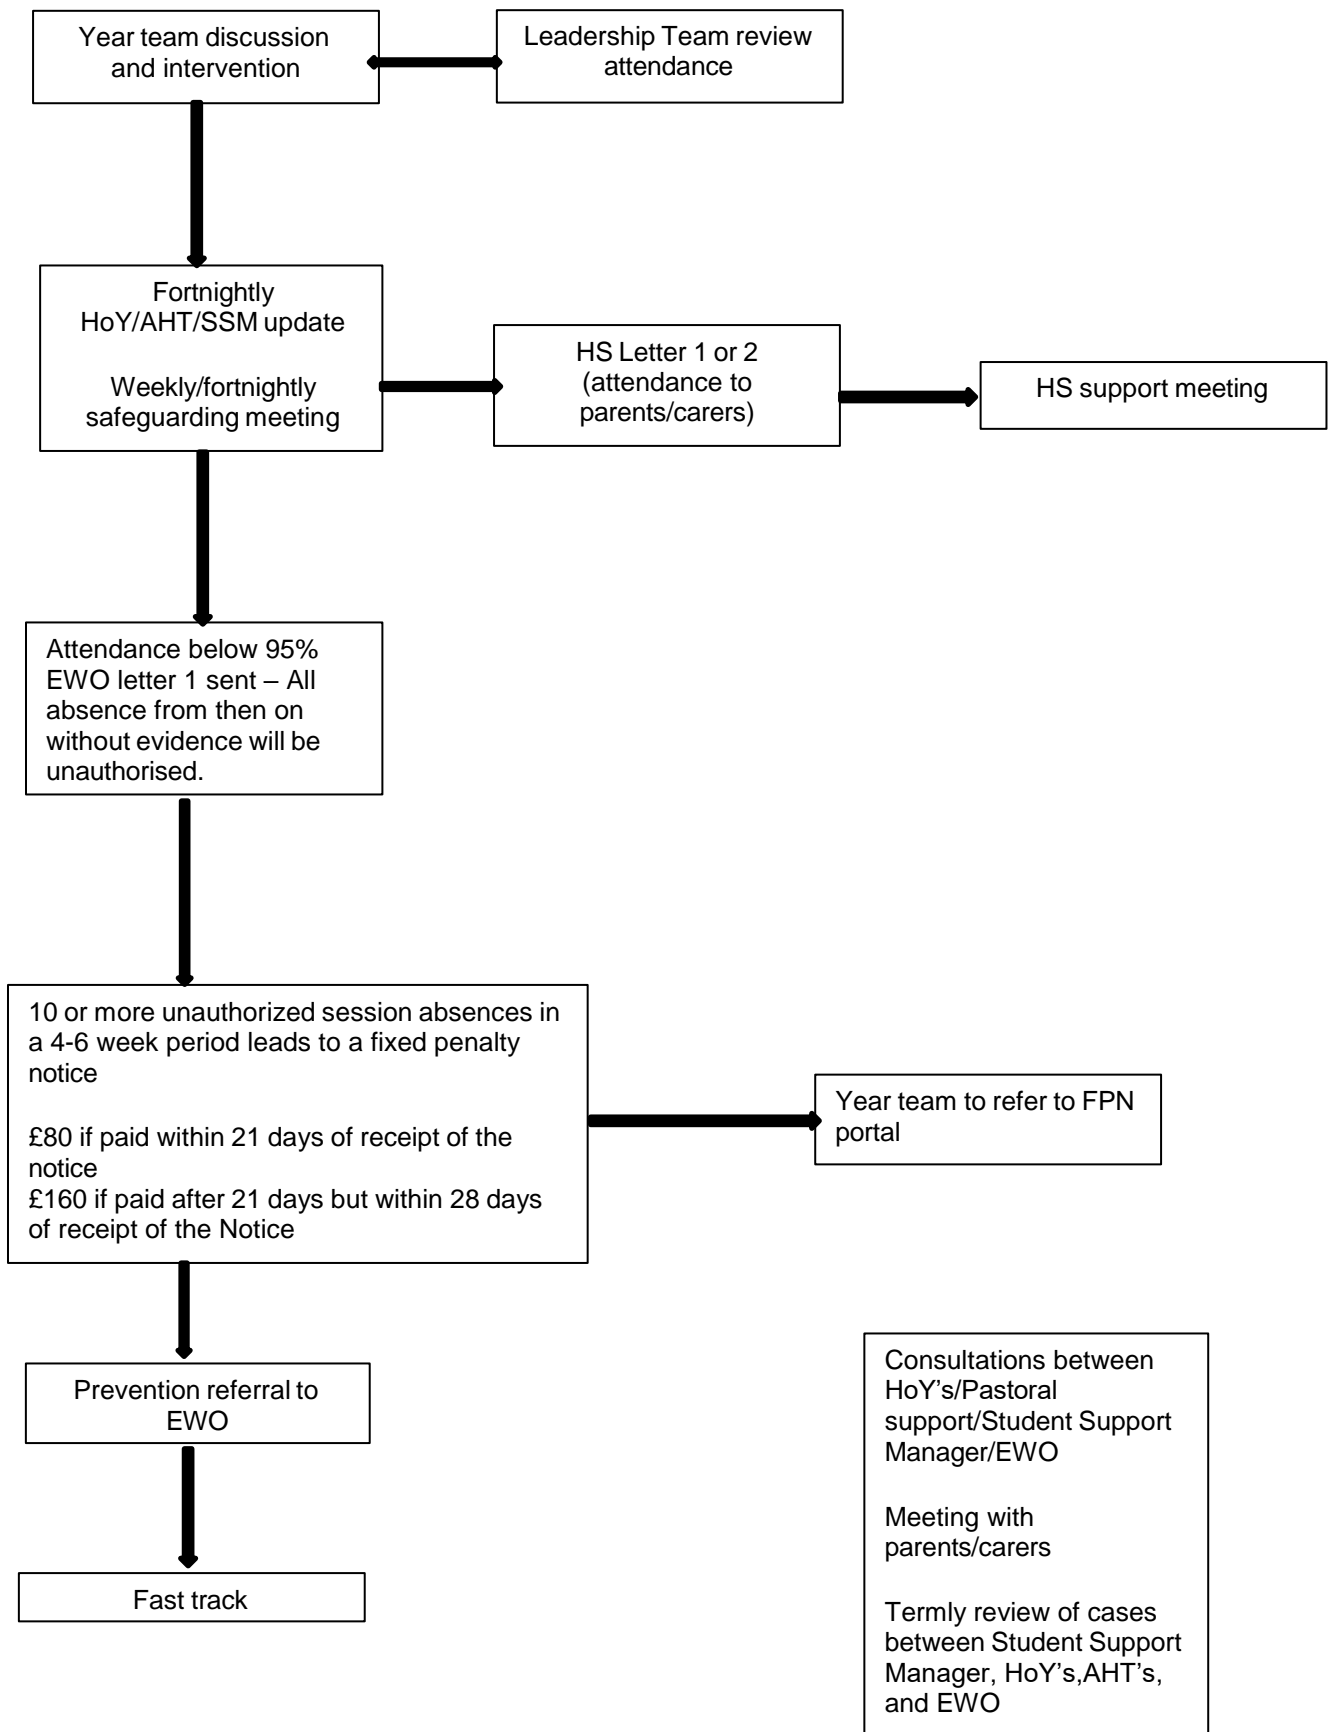 Year team discussion
and intervention
Leadership Team review
attendance
Fortnightly
HoY/AHT/SSM update
Weekly/fortnightly
safeguarding meeting
HS Letter 1 or 2
(attendance to
parents/carers)
HS support meeting
Attendance below 95%
EWO letter 1 sent – All
absence from then on
without evidence will be
unauthorised.
10 or more unauthorized session absences in
a 4-6 week period leads to a fixed penalty
notice
£80 if paid within 21 days of receipt of the
notice
£160 if paid after 21 days but within 28 days
of receipt of the Notice
Year team to refer to FPN
portal
Prevention referral to
EWO
Fast track
Consultations between
HoY’s/Pastoral
support/Student Support
Manager/EWO
Meeting with
parents/carers
Termly review of cases
between Student Support
Manager, HoY’s,AHT’s,
and EWO